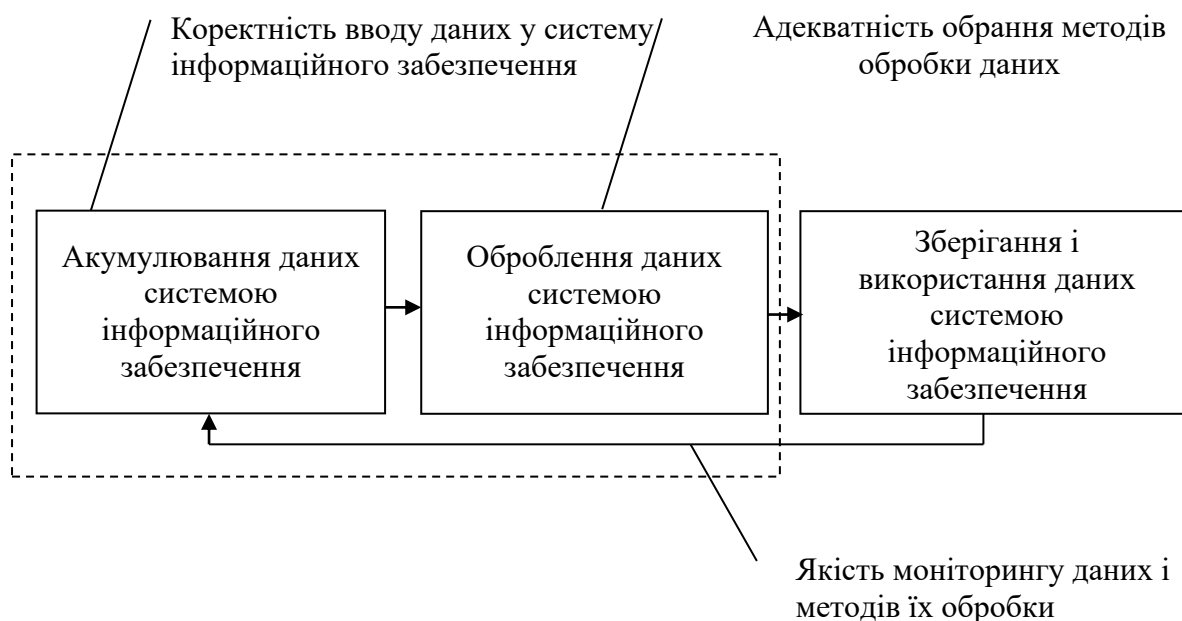 Коректність вводу даних у систему
інформаційного забезпечення
Адекватність обрання методів
обробки даних
Акумулювання даних
системою
інформаційного
забезпечення
Оброблення даних
системою
інформаційного
забезпечення
Зберігання і
використання даних
системою
інформаційного
забезпечення
Якість моніторингу даних і
методів їх обробки